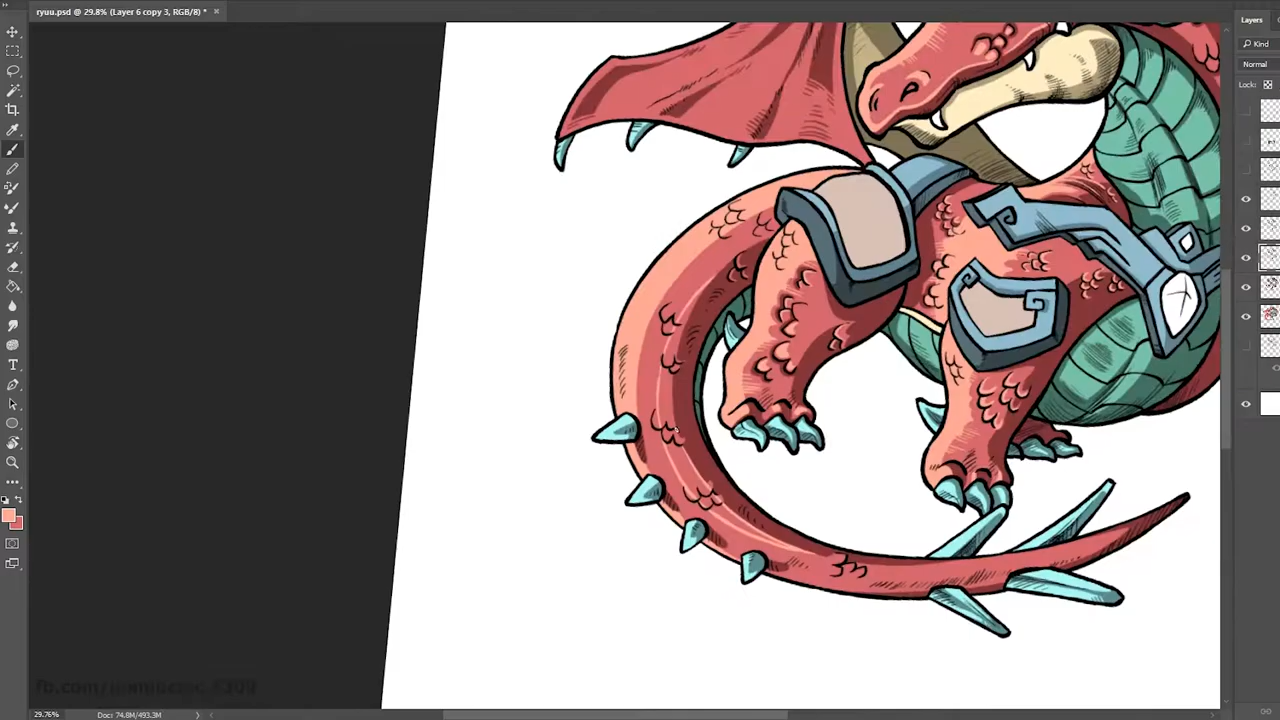 ryuu.psd @ 29.8% (Layer 6 copy 3, RGB/8) *
Layers
Kind
Normal
Lock:
29.76%
Doc: 74.8M/493.3M